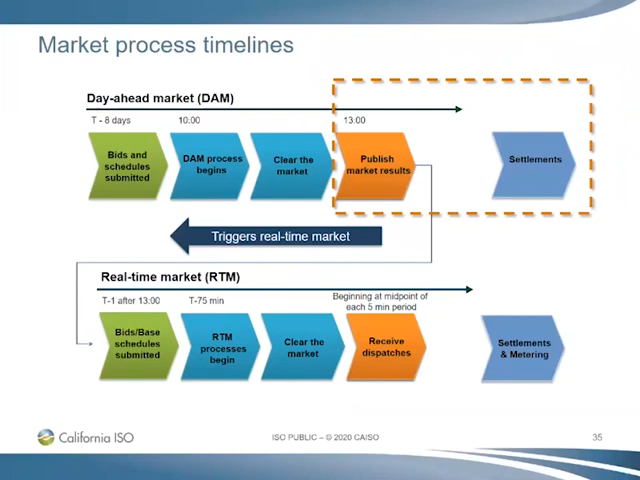 Market process timelines
Day-ahead market (DAM)
T - 8 days
10:00
13:00
Bids and
schedules
submitted
DAM process
begins
Clear the
market
Publish
market results
Settlements
Triggers real-time market
Real-time market (RTM)
T-1 after 13:00
T-75 min
Beginning at midpoint of
each 5 min period
Bids/Base
schedules
submitted
RTM
processes
begin
Clear the
market
Receive
dispatches
Settlements
& Metering
California ISO
ISO PUBLIC – © 2020 CAISO
35